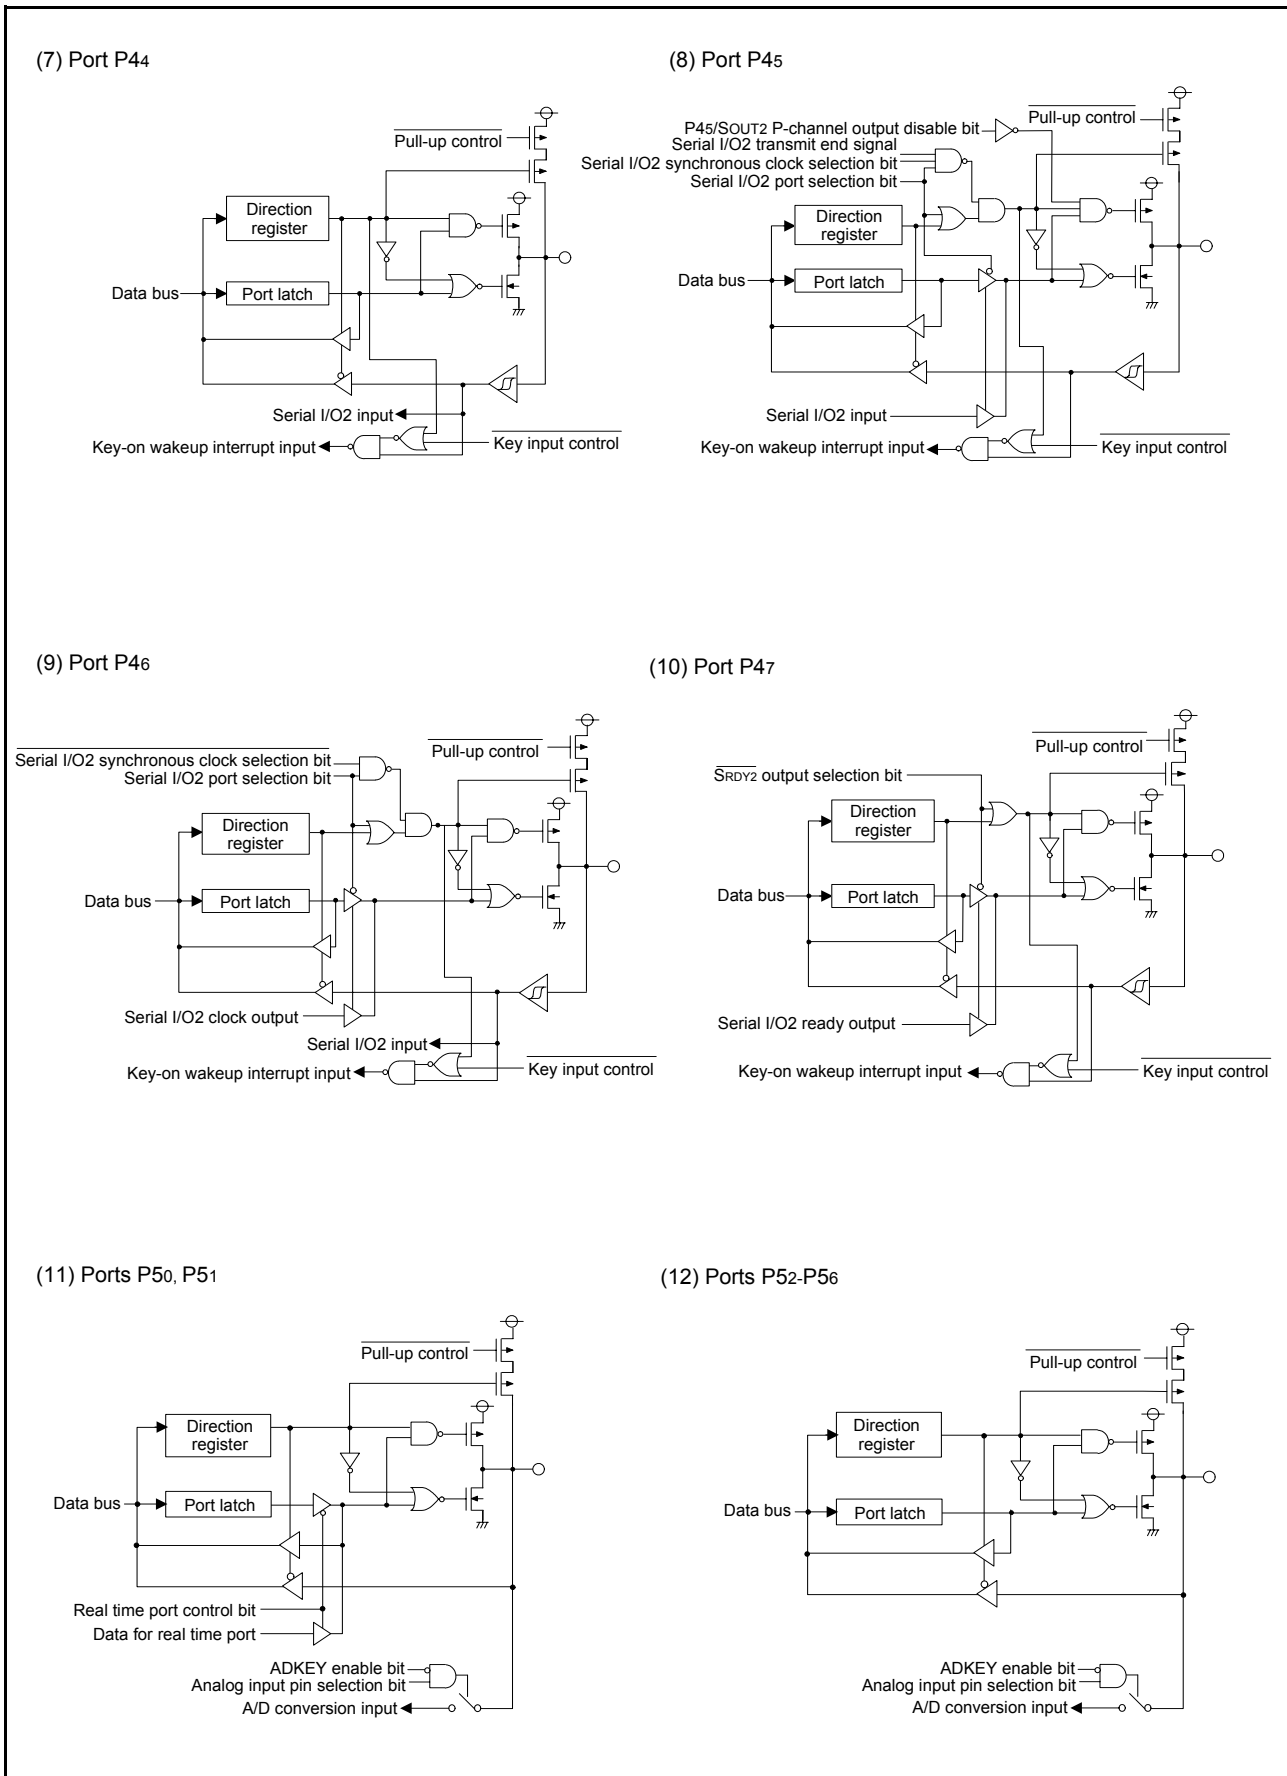 (7) Port P44
Pull-up control
Direction
register
Data bus
Port latch
Serial I/O2 input
Key-on wakeup interrupt input
Key input control
(8) Port P45
Pull-up control
P45/SOUT2 P-channel output disable bit
Serial I/O2 transmit end signal
Serial I/O2 synchronous clock selection bit
Serial I/O2 port selection bit
Direction
register
Data bus
Port latch
Serial I/O2 input
Key-on wakeup interrupt input
Key input control
(9) Port P46
Pull-up control
Serial I/O2 synchronous clock selection bit
Serial I/O2 port selection bit
Direction
register
Data bus
Port latch
Serial I/O2 clock output
Serial I/O2 input
Key-on wakeup interrupt input
Key input control
(10) Port P47
Pull-up control
SRDY2 output selection bit
Direction
register
Data bus
Port latch
Serial I/O2 ready output
Key-on wakeup interrupt input
Key input control
(11) Ports P50, P51
Pull-up control
Direction
register
Data bus
Port latch
Real time port control bit
Data for real time port
ADKEY enable bit
Analog input pin selection bit
A/D conversion input
(12) Ports P52-P56
Pull-up control
Direction
register
Data bus
Port latch
ADKEY enable bit
Analog input pin selection bit
A/D conversion input